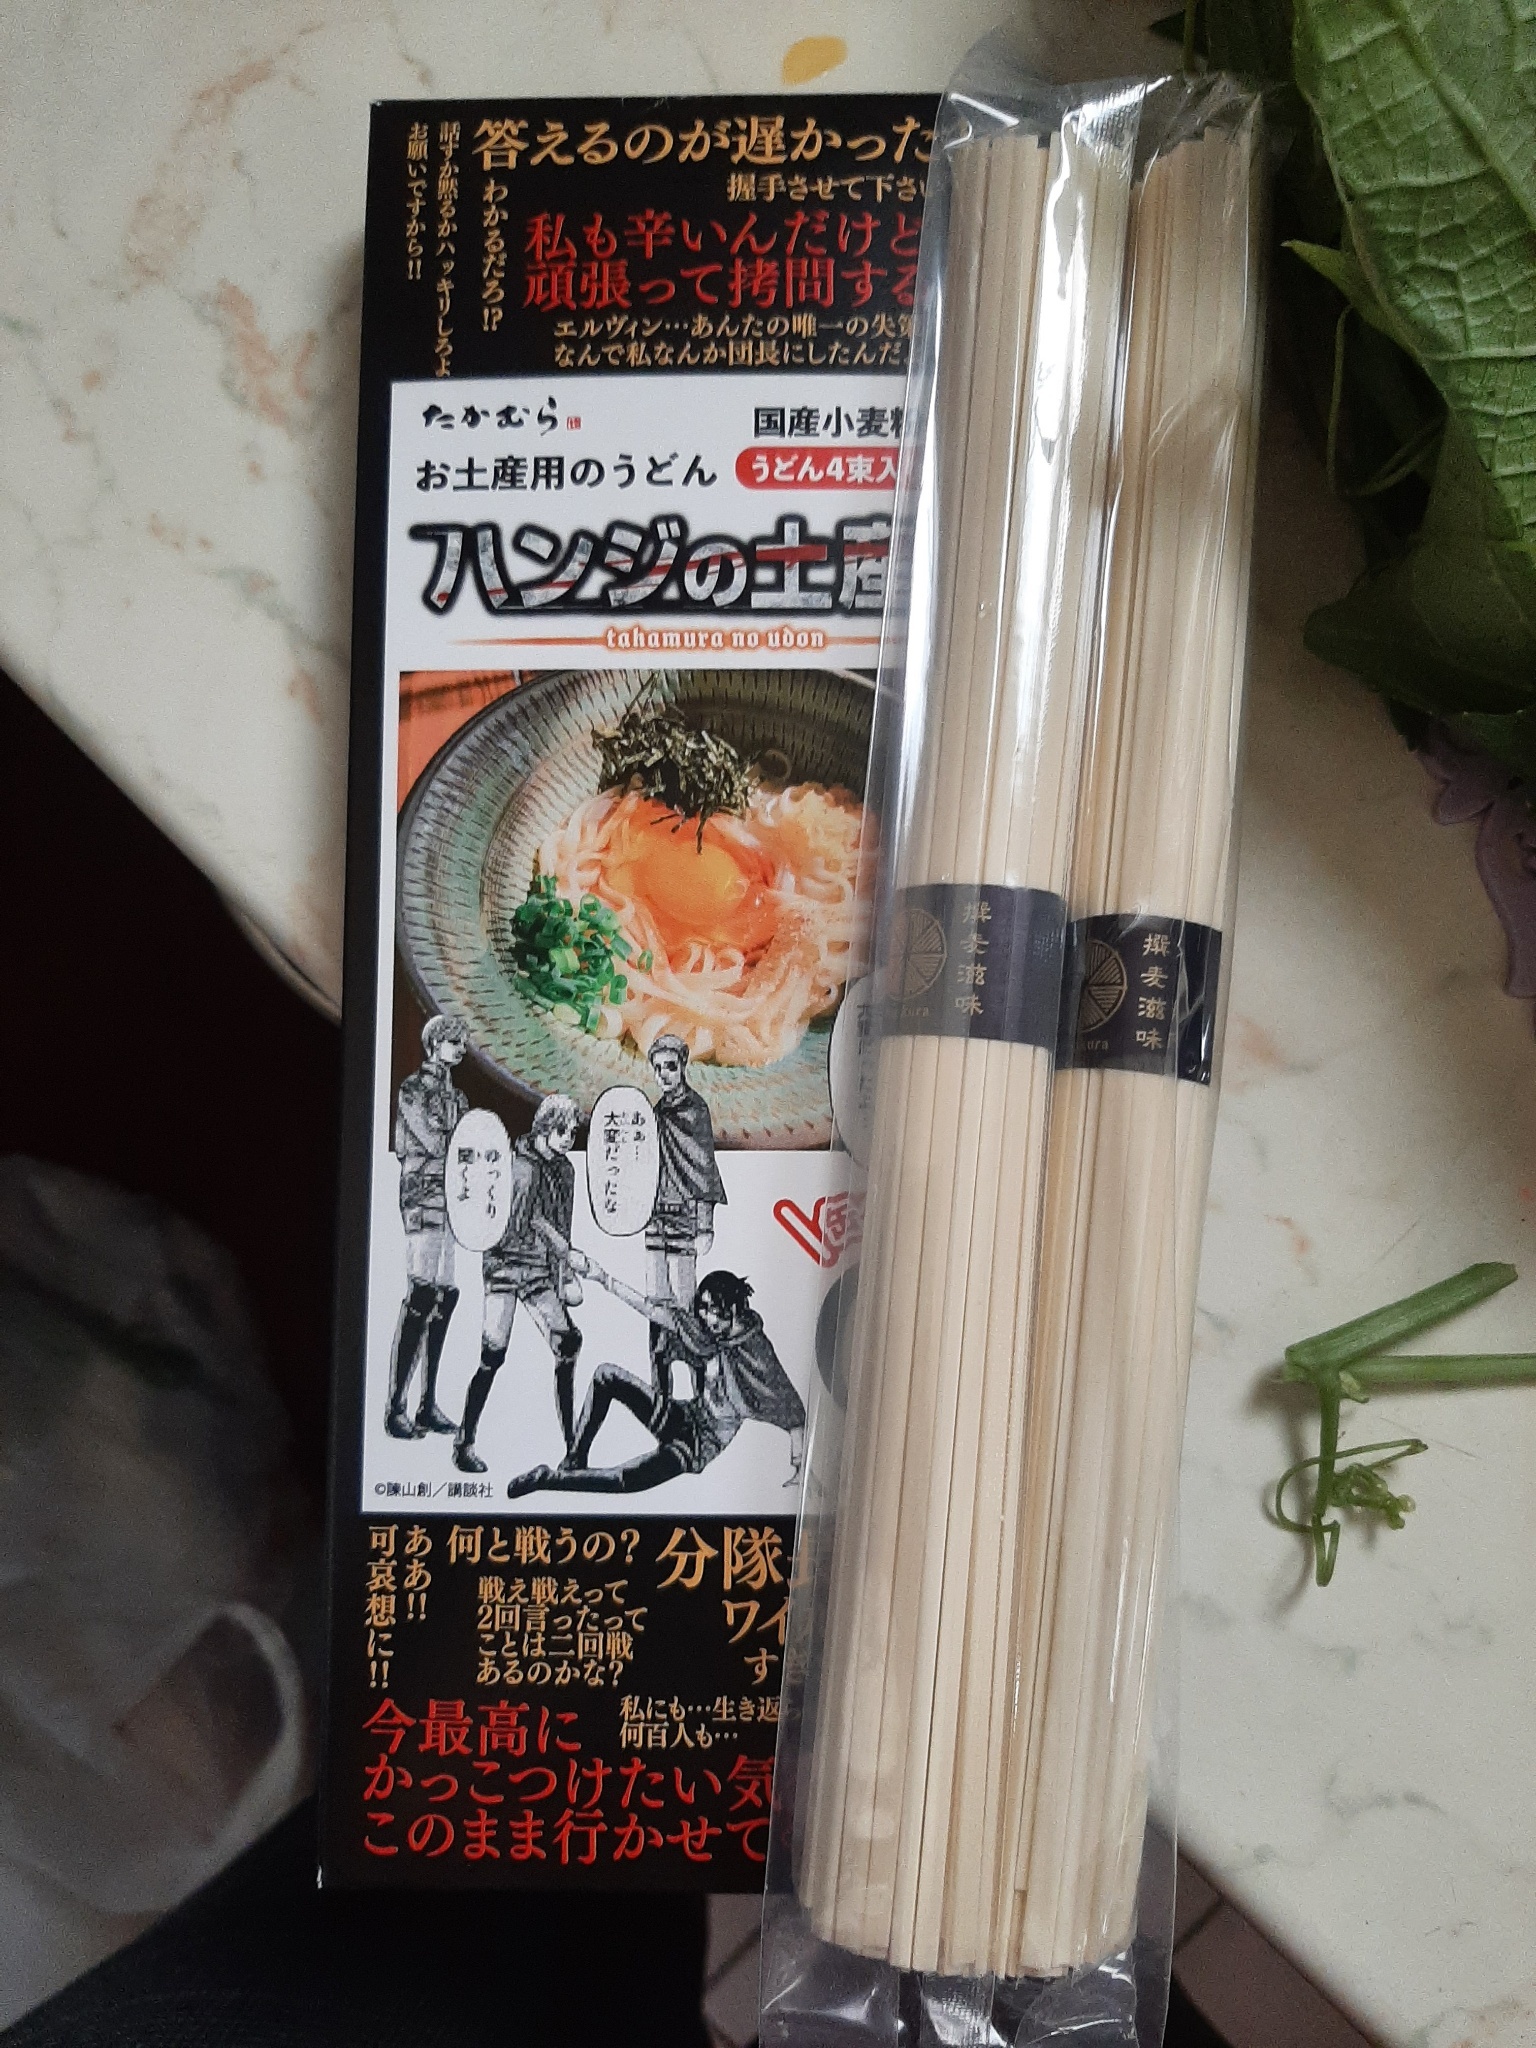 答えるのが遅かった
握手させて下さい
話すか黙るかハッキリしろよ
お願いですから!!
わかるだろ!?
私も辛いんだけど
頑張って拷問する
エルヴィン…あんたの唯一の失策
なんで私なんか団長にしたんだ
たかむら
国産小麦粉
お土産用のうどん
うどん4束入
ハンジの土産
takamura no udon
撰麦滋味
撰麦滋味
kura
ura
ああ…
大変だったな
ゆっくり
聞くよ
©諫山創/講談社
ああ!!
可哀想に!!
何と戦うの?
戦え戦えって
2回言ったって
ことは二回戦
あるのかな?
分隊
ワイ
す
私にも…生き返
何百人も…
今最高に
かっこつけたい気
このまま行かせて